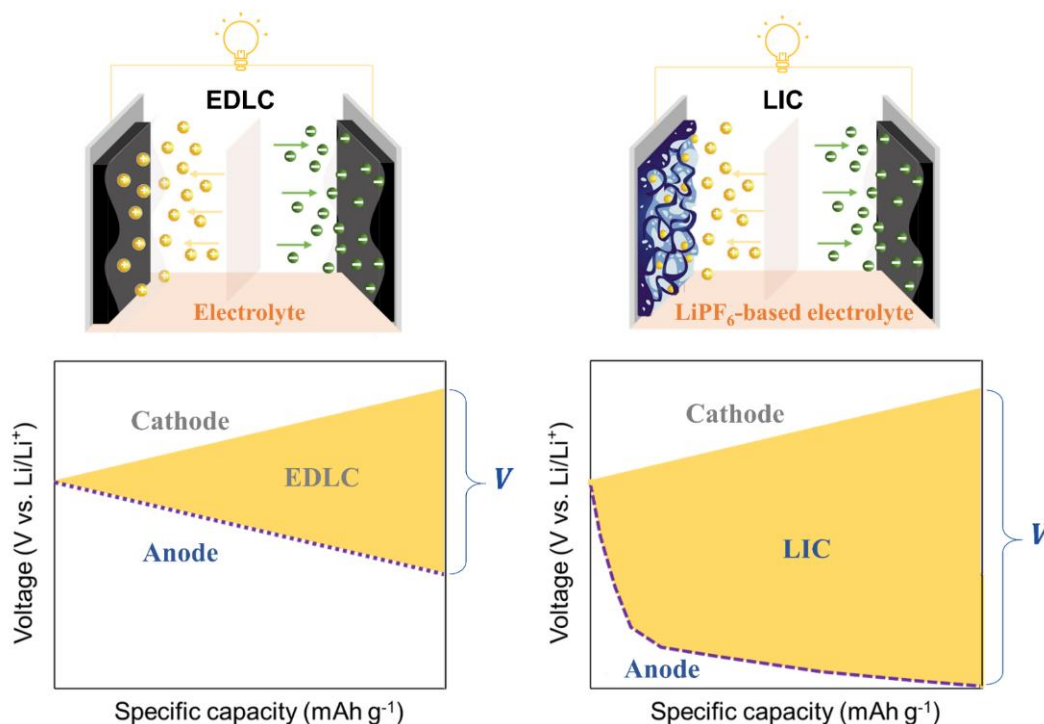 EDLC
Electrolyte
LIC
LiPF₆-based electrolyte
Voltage (V vs. Li/Li⁺)
Cathode
EDLC
Anode
V
Specific capacity (mAh g⁻¹)
Voltage (V vs. Li/Li⁺)
Cathode
LIC
Anode
V
Specific capacity (mAh g⁻¹)